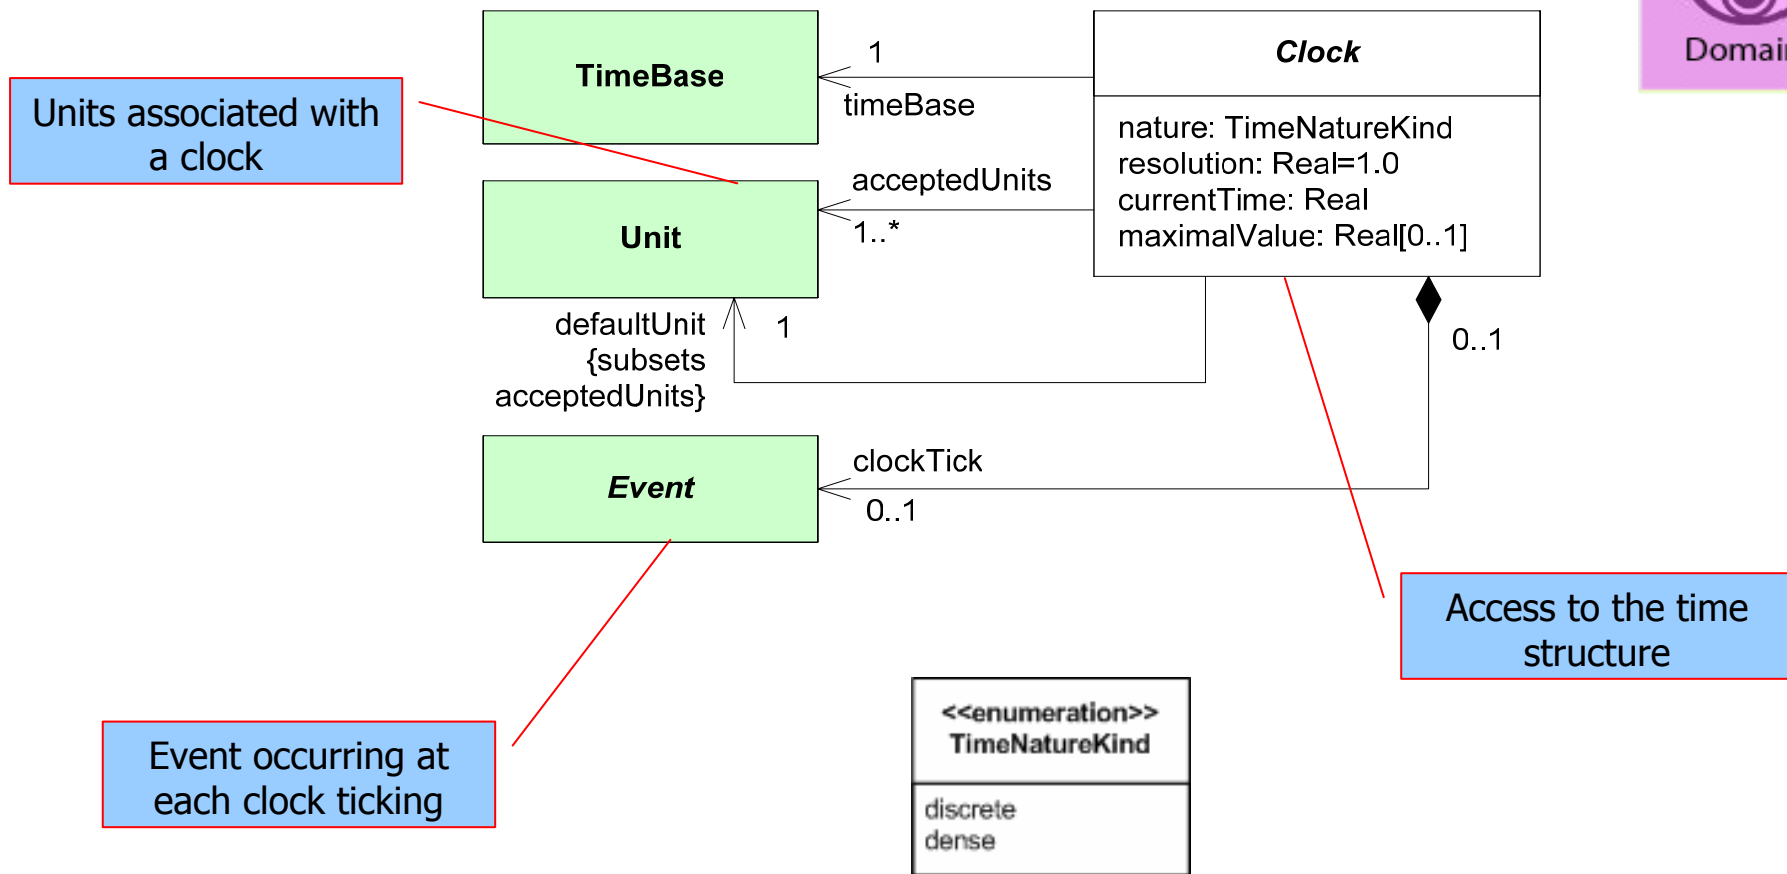 Domain
Units associated with
a clock
TimeBase
1
timeBase
Clock
nature: TimeNatureKind
resolution: Real=1.0
currentTime: Real
maximalValue: Real[0..1]
Unit
acceptedUnits
1..*
defaultUnit
{subsets
acceptedUnits}
1
0..1
Event
clockTick
0..1
Access to the time
structure
Event occurring at
each clock ticking
<<enumeration>>
TimeNatureKind
discrete
dense